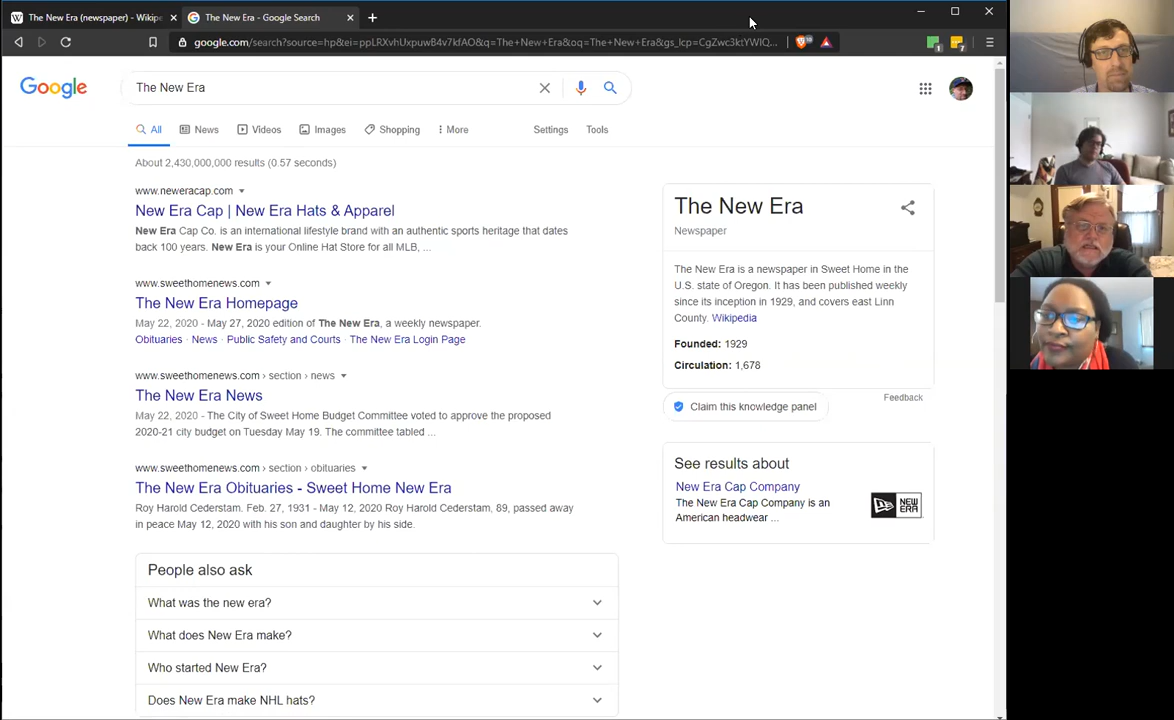 The New Era (newspaper) - Wikipe
The New Era - Google Search
google.com/search?source=hp&ei=ppLRXvhUxpuwB4v7kfAO&q=The+New+Era&oq=The+New+Era&gs_lcp=CgZwc3ktYWIQ...
Google
The New Era
All
News
Videos
Images
Shopping
More
Settings
Tools
About 2,430,000,000 results (0.57 seconds)
www.neweracap.com
New Era Cap | New Era Hats & Apparel
New Era Cap Co. is an international lifestyle brand with an authentic sports heritage that dates
back 100 years. New Era is your Online Hat Store for all MLB, ...
www.sweethomenews.com
The New Era Homepage
May 22, 2020 - May 27, 2020 edition of The New Era, a weekly newspaper.
Obituaries · News · Public Safety and Courts · The New Era Login Page
www.sweethomenews.com › section › news
The New Era News
May 22, 2020 - The City of Sweet Home Budget Committee voted to approve the proposed
2020-21 city budget on Tuesday May 19. The committee tabled ...
www.sweethomenews.com › section › obituaries
The New Era Obituaries - Sweet Home New Era
Roy Harold Cederstam. Feb. 27, 1931 - May 12, 2020 Roy Harold Cederstam, 89, passed away
in peace May 12, 2020 with his son and daughter by his side.
People also ask
What was the new era?
What does New Era make?
Who started New Era?
Does New Era make NHL hats?
The New Era
Newspaper
The New Era is a newspaper in Sweet Home in the
U.S. state of Oregon. It has been published weekly
since its inception in 1929, and covers east Linn
County. Wikipedia
Founded: 1929
Circulation: 1,678
Feedback
Claim this knowledge panel
See results about
New Era Cap Company
The New Era Cap Company is an
American headwear ...
NEW
ERA